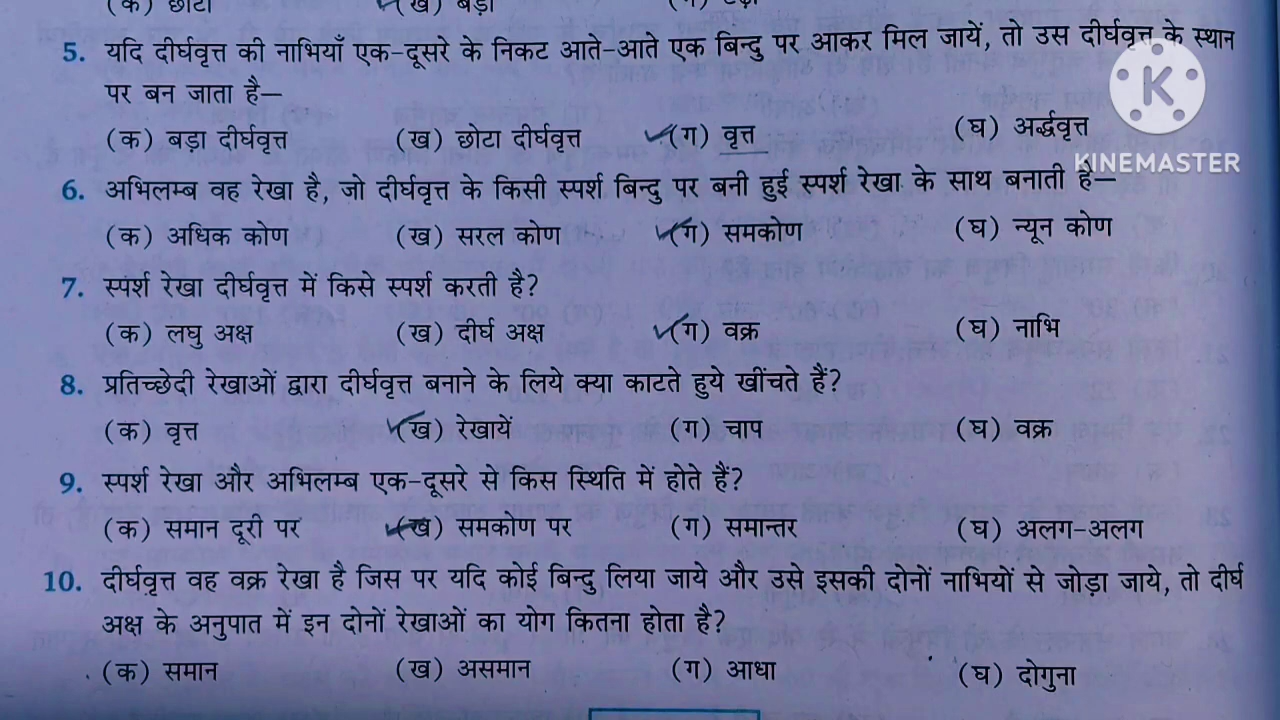 (क) छोटा (ख) बड़ा
5. यदि दीर्घवृत्त की नाभियाँ एक-दूसरे के निकट आते-आते एक बिन्दु पर आकर मिल जायें, तो उस दीर्घवृत्त के स्थान
पर बन जाता है—
(क) बड़ा दीर्घवृत्त (ख) छोटा दीर्घवृत्त (ग) वृत्त (घ) अर्द्धवृत्त
K
KINEMASTER
6. अभिलम्ब वह रेखा है, जो दीर्घवृत्त के किसी स्पर्श बिन्दु पर बनी हुई स्पर्श रेखा के साथ बनाती है—
(क) अधिक कोण (ख) सरल कोण (ग) समकोण (घ) न्यून कोण
7. स्पर्श रेखा दीर्घवृत्त में किसे स्पर्श करती है?
(क) लघु अक्ष (ख) दीर्घ अक्ष (ग) वक्र (घ) नाभि
8. प्रतिच्छेदी रेखाओं द्वारा दीर्घवृत्त बनाने के लिये क्या काटते हुये खींचते हैं?
(क) वृत्त (ख) रेखायें (ग) चाप (घ) वक्र
9. स्पर्श रेखा और अभिलम्ब एक-दूसरे से किस स्थिति में होते हैं?
(क) समान दूरी पर (ख) समकोण पर (ग) समान्तर (घ) अलग-अलग
10. दीर्घवृत्त वह वक्र रेखा है जिस पर यदि कोई बिन्दु लिया जाये और उसे इसकी दोनों नाभियों से जोड़ा जाये, तो दीर्घ
अक्ष के अनुपात में इन दोनों रेखाओं का योग कितना होता है?
(क) समान (ख) असमान (ग) आधा (घ) दोगुना